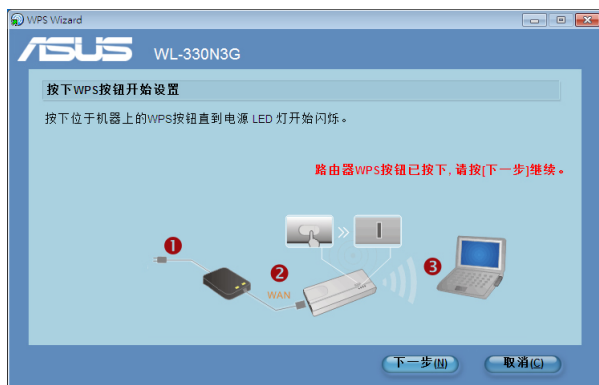 WPS Wizard
ASUS WL-330N3G
按下WPS按钮开始设置
按下位于机器上的WPS按钮直到电源 LED 灯开始闪烁。
路由器WPS按钮已按下, 请按[下一步]继续。
1
2
WAN
3
下一步(N)
取消(C)